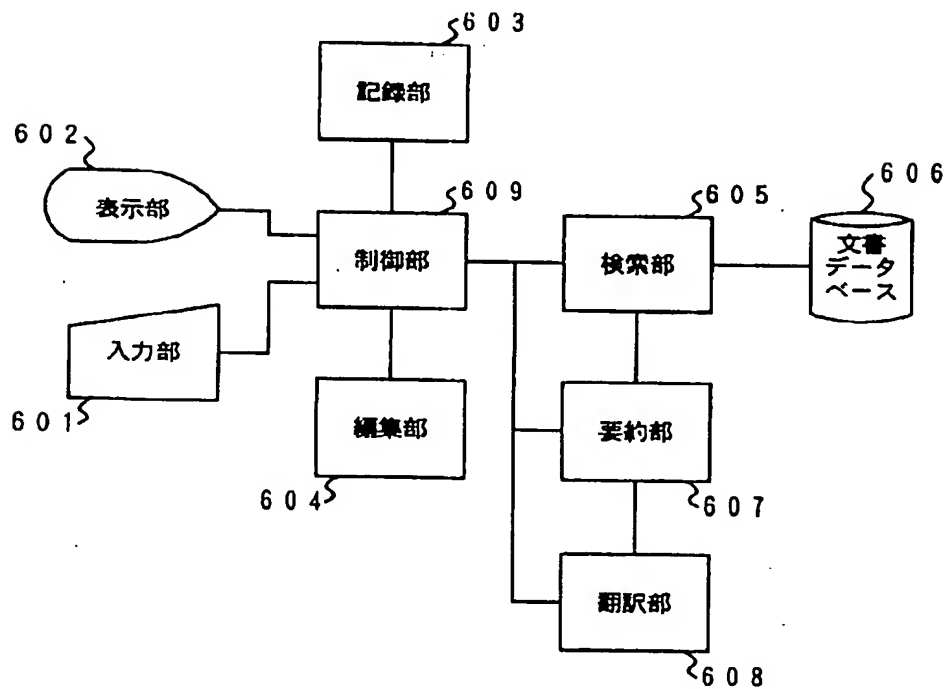 603
記録部
602
表示部
609
制御部
605
検索部
606
文書
データ
ベース
入力部
601
編集部
604
要約部
607
翻訳部
608